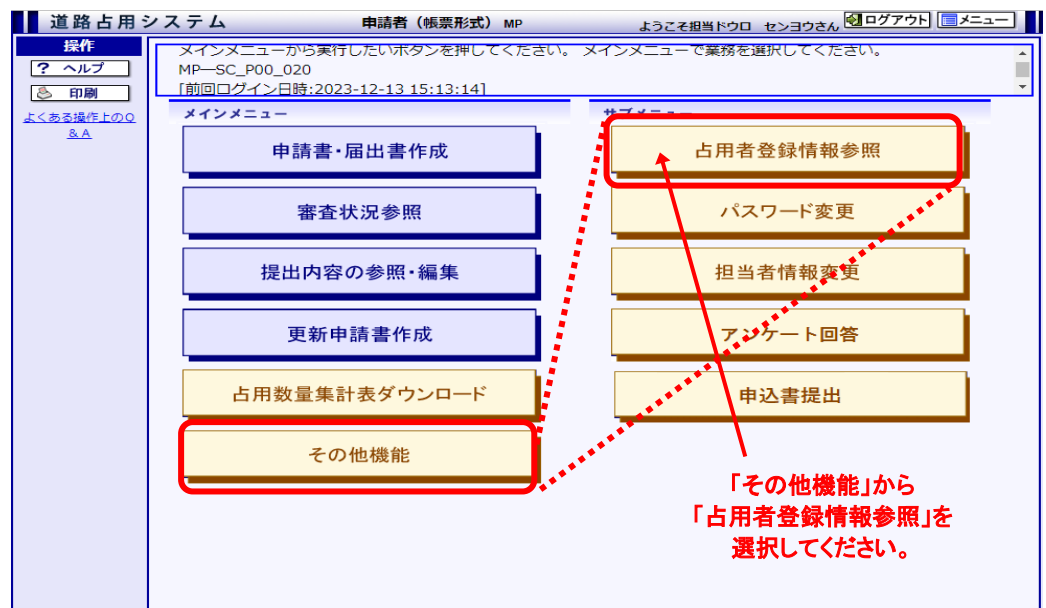 道路占用システム
申請者（帳票形式） MP
ようこそ担当ドウロ　センヨウさん
ログアウト
メニュー
操作
? ヘルプ
印刷
よくある操作上のQ
& A
メインメニューから実行したいボタンを押してください。 メインメニューで業務を選択してください。
MP―SC_P00_020
[前回ログイン日時:2023-12-13 15:13:14]
メインメニュー
申請書・届出書作成
審査状況参照
提出内容の参照・編集
更新申請書作成
占用数量集計表ダウンロード
その他機能
サブメニュー
占用者登録情報参照
パスワード変更
担当者情報変更
アンケート回答
申込書提出
「その他機能」から
「占用者登録情報参照」を
選択してください。